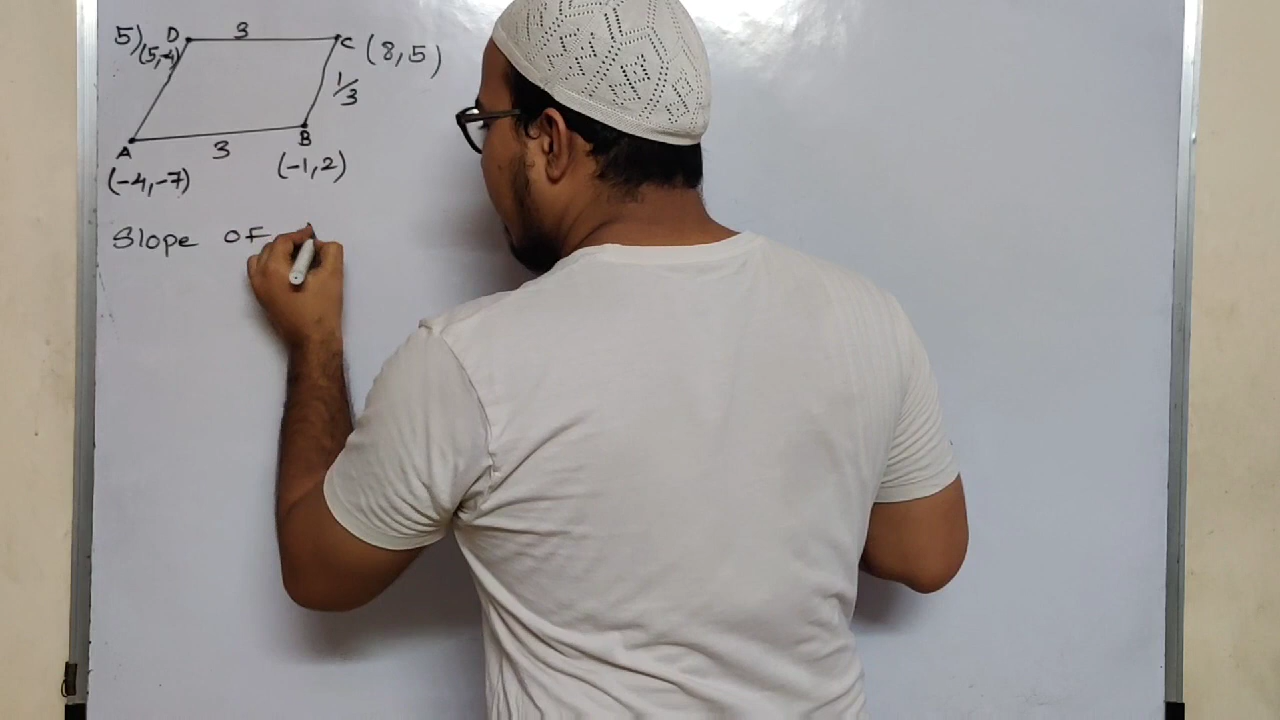 5) D 3 C (8,5)
(5,-4)
1/3
A 3 B
(-4,-7) (-1,2)
Slope of